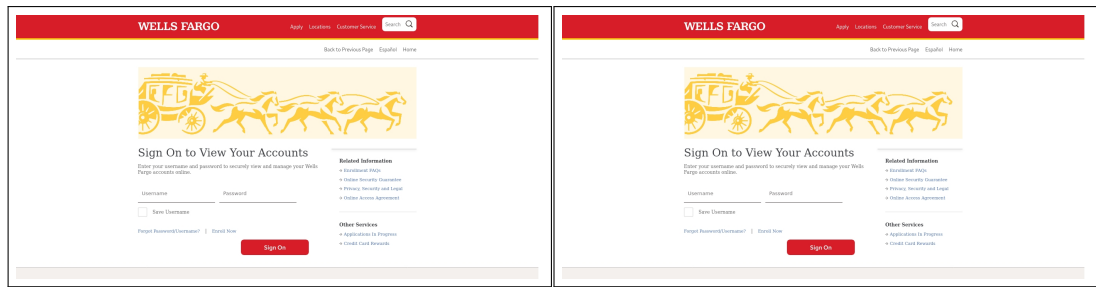 WELLS FARGO
Apply Locations Customer Service Search
Back to Previous Page Español Home
Sign On to View Your Accounts
Enter your username and password to securely view and manage your Wells
Fargo accounts online.
Username Password
Save Username
Forgot Password/Username? | Enroll Now
Sign On
Related Information
» Enrollment FAQs
» Online Security Guarantee
» Privacy, Security and Legal
» Online Access Agreement
Other Services
» Applications In Progress
» Credit Card Rewards
WELLS FARGO
Apply Locations Customer Service Search
Back to Previous Page Español Home
Sign On to View Your Accounts
Enter your username and password to securely view and manage your Wells
Fargo accounts online.
Username Password
Save Username
Forgot Password/Username? | Enroll Now
Sign On
Related Information
» Enrollment FAQs
» Online Security Guarantee
» Privacy, Security and Legal
» Online Access Agreement
Other Services
» Applications In Progress
» Credit Card Rewards